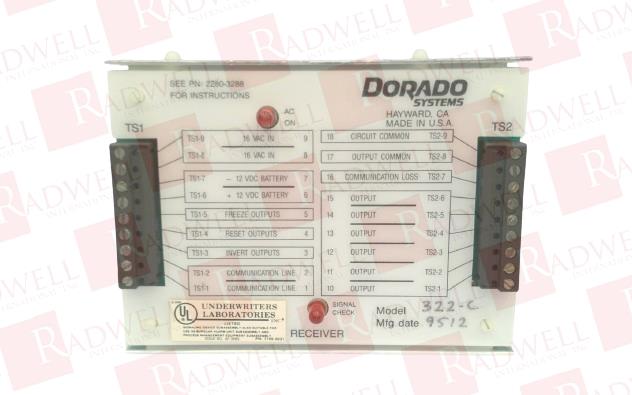 SEE PN: 2280-3288
FOR INSTRUCTIONS
DORADO
SYSTEMS
HAYWARD, CA
MADE IN U.S.A.
AC
ON
TS1
TS2
TS1-9 16 VAC IN 9
TS1-8 16 VAC IN 8
TS1-7 – 12 VDC BATTERY 7
TS1-6 + 12 VDC BATTERY 6
TS1-5 FREEZE OUTPUTS 5
TS1-4 RESET OUTPUTS 4
TS1-3 INVERT OUTPUTS 3
TS1-2 COMMUNICATION LINE 2
TS1-1 COMMUNICATION LINE 1
18 CIRCUIT COMMON TS2-9
17 OUTPUT COMMON TS2-8
16 COMMUNICATION LOSS TS2-7
15 OUTPUT TS2-6
14 OUTPUT TS2-5
13 OUTPUT TS2-4
12 OUTPUT TS2-3
11 OUTPUT TS2-2
10 OUTPUT TS2-1
UL
UNDERWRITERS
LABORATORIES
INC.®
LISTED
SIGNAL
CHECK
RECEIVER
Model 322-C
Mfg date 9512
RADWELL
INTERNATIONAL, INC.